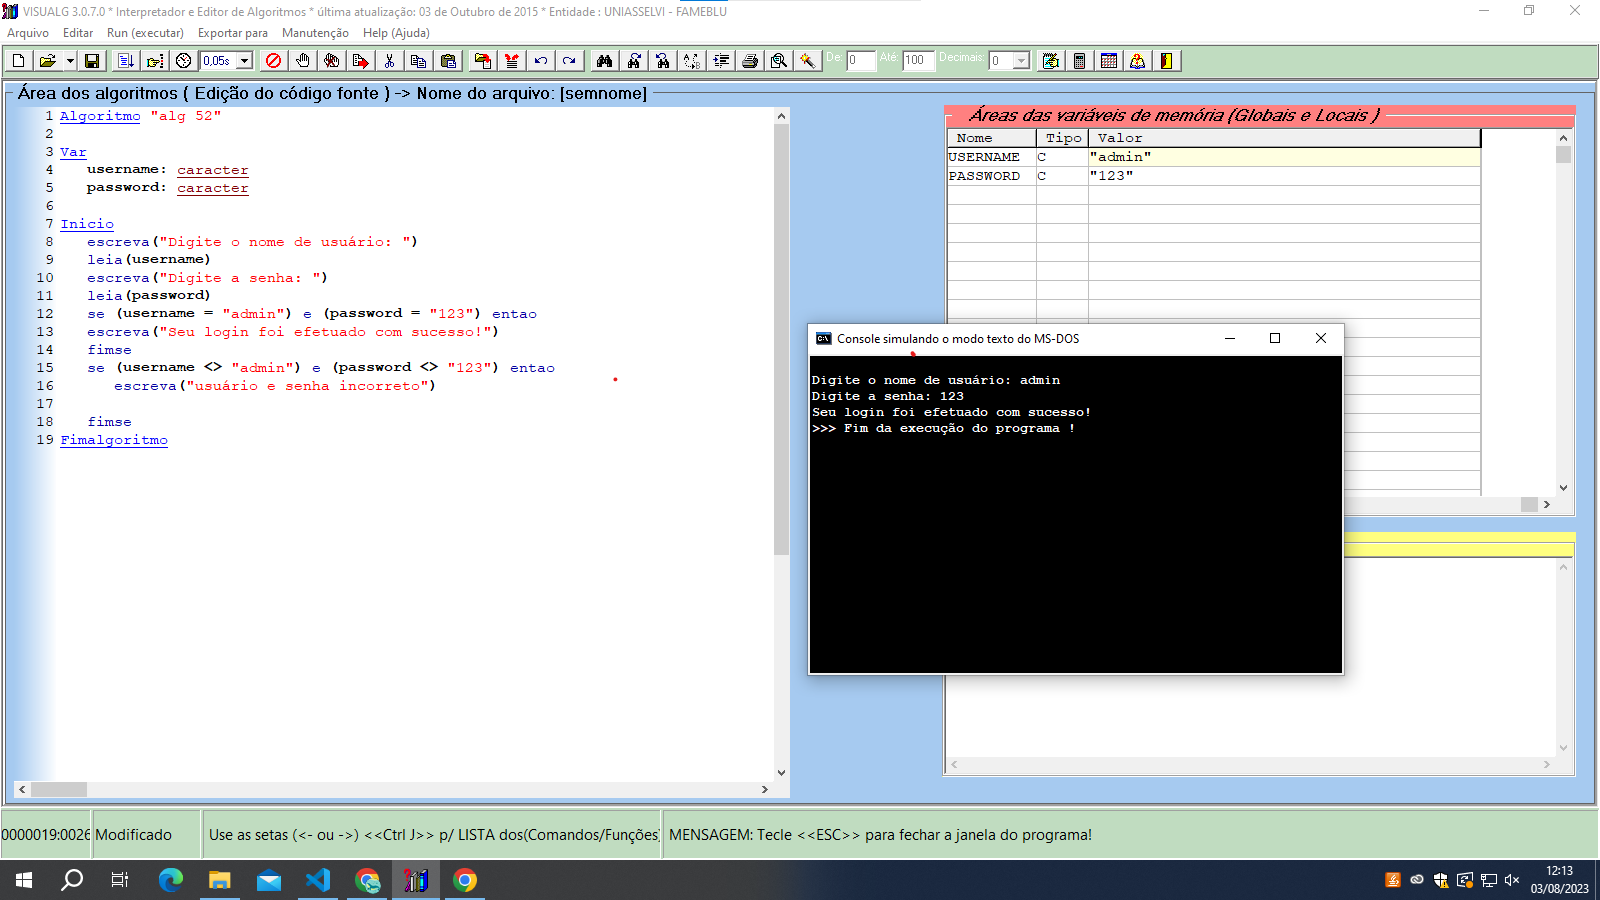 VISUALG 3.0.7.0 * Interpretador e Editor de Algoritmos * última atualização: 03 de Outubro de 2015 * Entidade : UNIASSELVI - FAMEBLU
Arquivo Editar Run (executar) Exportar para Manutenção Help (Ajuda)
0,05s De: 0 Até: 100 Decimais: 0
Área dos algoritmos ( Edição do código fonte ) -> Nome do arquivo: [semnome]
1 Algoritmo "alg 52"
2
3 Var
4 username: caracter
5 password: caracter
6
7 Inicio
8 escreva("Digite o nome de usuário: ")
9 leia(username)
10 escreva("Digite a senha: ")
11 leia(password)
12 se (username = "admin") e (password = "123") entao
13 escreva("Seu login foi efetuado com sucesso!")
14 fimse
15 se (username <> "admin") e (password <> "123") entao
16 escreva("usuário e senha incorreto")
17
18 fimse
19 Fimalgoritmo
Áreas das variáveis de memória (Globais e Locais )
Nome Tipo Valor
USERNAME C "admin"
PASSWORD C "123"
Console simulando o modo texto do MS-DOS
Digite o nome de usuário: admin
Digite a senha: 123
Seu login foi efetuado com sucesso!
>>> Fim da execução do programa !
0000019:0026 Modificado Use as setas (<- ou ->) <<Ctrl J>> p/ LISTA dos(Comandos/Funções) MENSAGEM: Tecle <<ESC>> para fechar a janela do programa!
12:13
03/08/2023